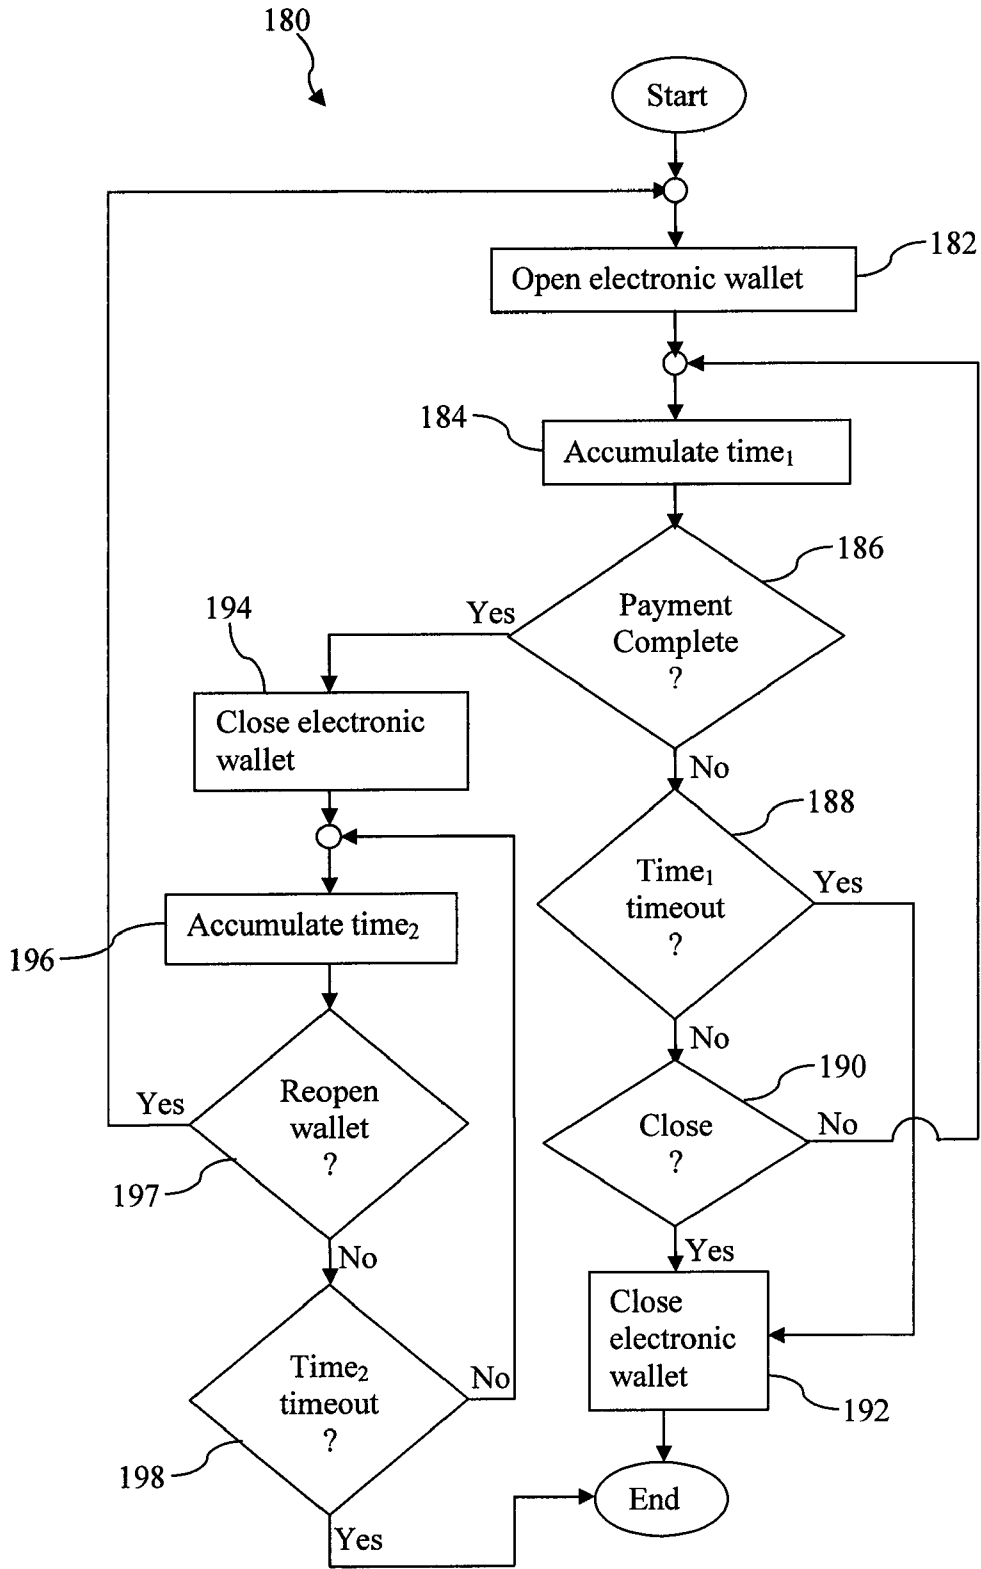 180
Start
182
Open electronic wallet
184
Accumulate time₁
186
Payment
Complete
?
Yes
No
194
Close electronic
wallet
188
Time₁
timeout
?
Yes
No
196
Accumulate time₂
190
Close
?
No
Yes
Reopen
wallet
?
Yes
197
No
Close
electronic
wallet
192
Time₂
timeout
?
No
198
Yes
End